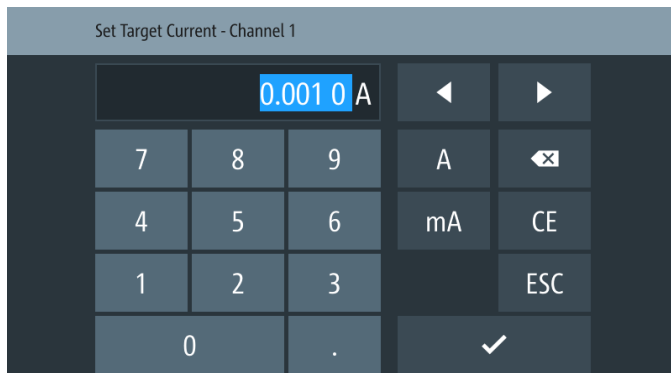 Set Target Current - Channel 1
0.001 0 A
7 8 9 A
4 5 6 mA CE
1 2 3 ESC
0 .